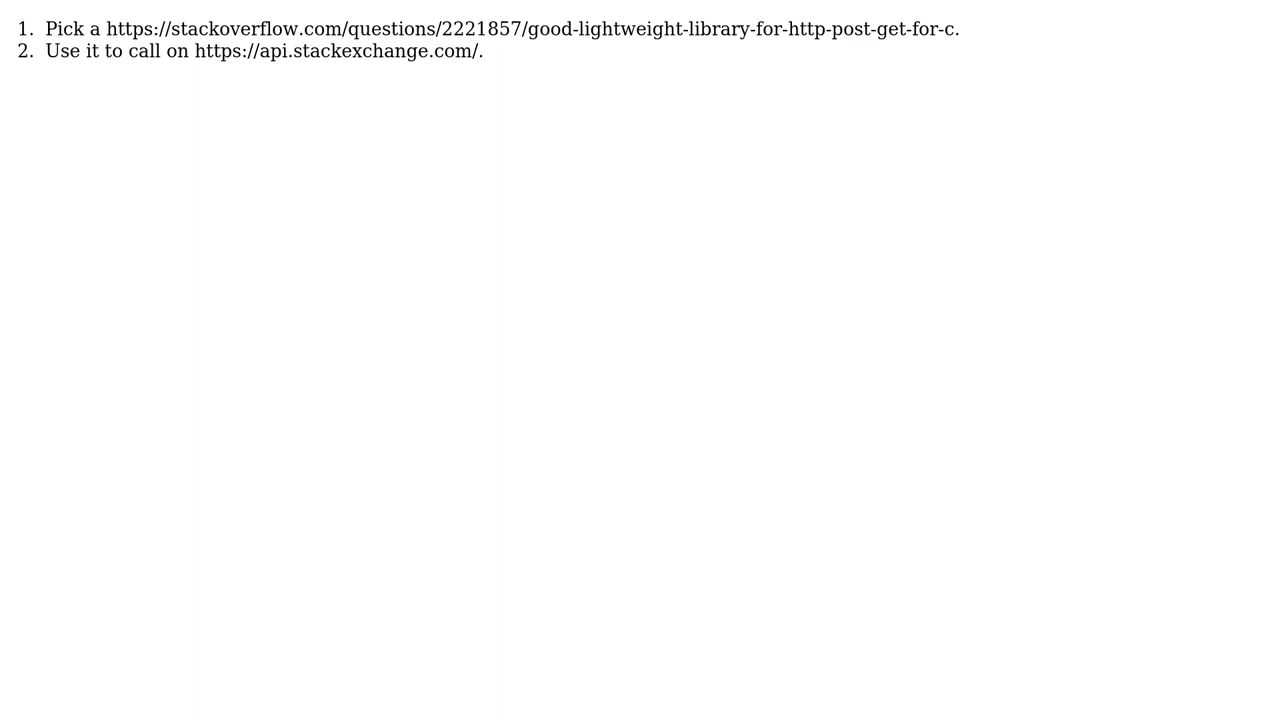 1. Pick a https://stackoverflow.com/questions/2221857/good-lightweight-library-for-http-post-get-for-c.
2. Use it to call on https://api.stackexchange.com/.